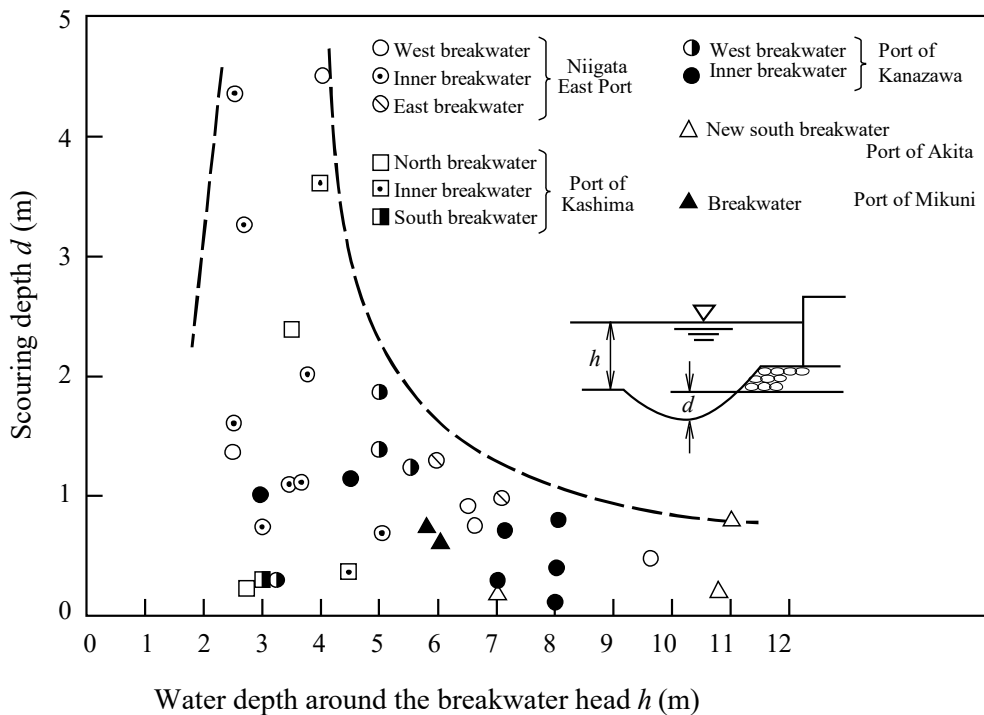 5
4
3
2
1
0
Scouring depth d (m)
West breakwater
Inner breakwater
East breakwater
Niigata
East Port
North breakwater
Inner breakwater
South breakwater
Port of
Kashima
West breakwater
Inner breakwater
Port of
Kanazawa
New south breakwater
Port of Akita
Breakwater
Port of Mikuni
h
d
0 1 2 3 4 5 6 7 8 9 10 11 12
Water depth around the breakwater head h (m)